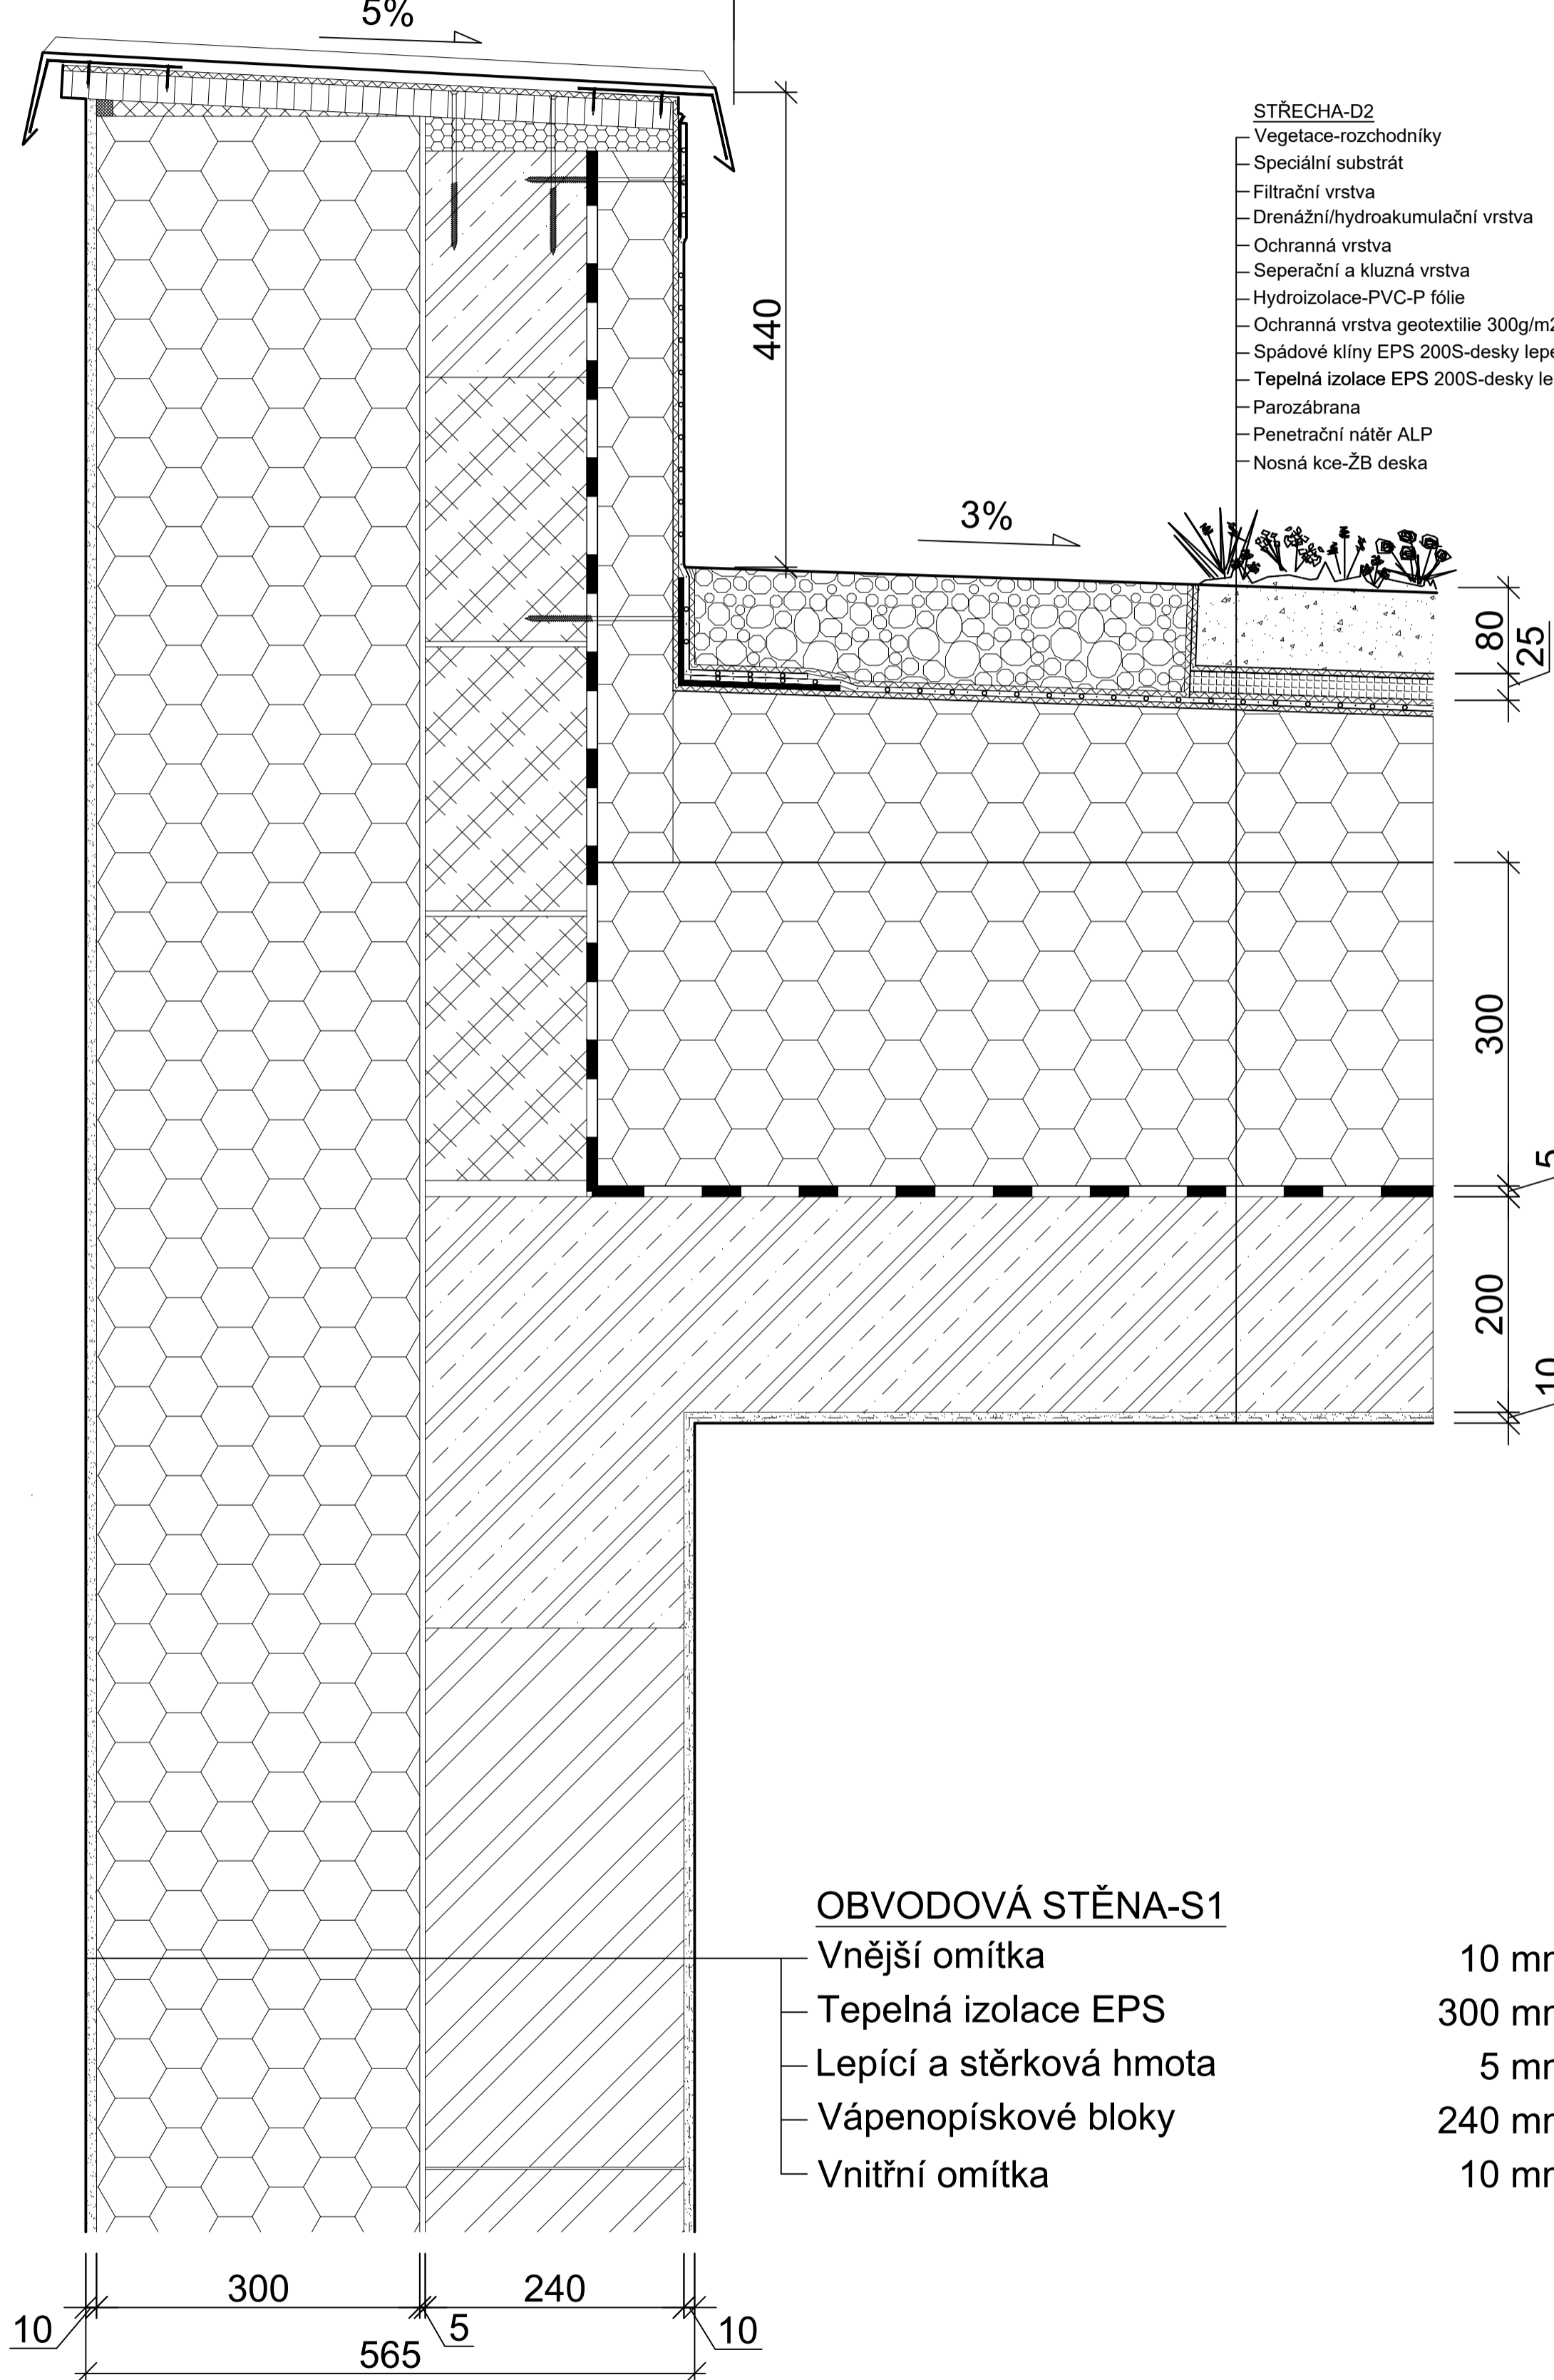 5%
STŘECHA-D2
Vegetace-rozchodníky
Speciální substrát
Filtrační vrstva
Drenážní/hydroakumulační vrstva
Ochranná vrstva
Seperační a kluzná vrstva
Hydroizolace-PVC-P fólie
Ochranná vrstva geotextilie 300g/m2
Spádové klíny EPS 200S-desky lepe
Tepelná izolace EPS 200S-desky le
Parozábrana
Penetrační nátěr ALP
Nosná kce-ŽB deska
440
3%
80
25
300
5
200
10
OBVODOVÁ STĚNA-S1
Vnější omítka 10 mm
Tepelná izolace EPS 300 mm
Lepící a stěrková hmota 5 mm
Vápenopískové bloky 240 mm
Vnitřní omítka 10 mm
300 240
10 5 10
565